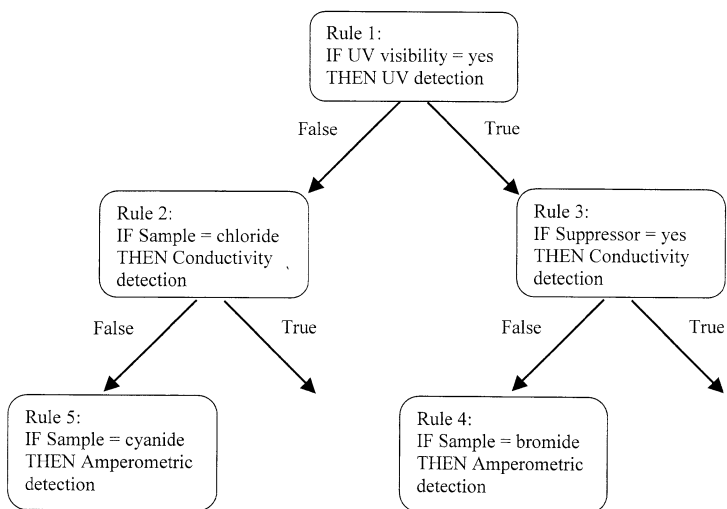 Rule 1:
IF UV visibility = yes
THEN UV detection
False
True
Rule 2:
IF Sample = chloride
THEN Conductivity
detection
Rule 3:
IF Suppressor = yes
THEN Conductivity
detection
False
True
False
True
Rule 5:
IF Sample = cyanide
THEN Amperometric
detection
Rule 4:
IF Sample = bromide
THEN Amperometric
detection